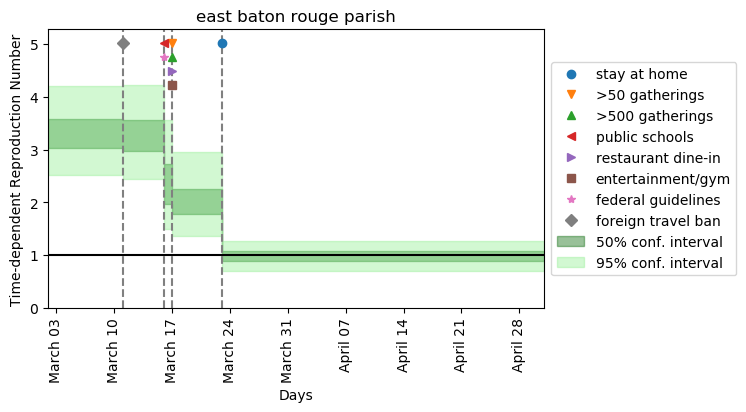 east baton rouge parish
Time-dependent Reproduction Number
5
4
3
2
1
0
March 03
March 10
March 17
March 24
March 31
April 07
April 14
April 21
April 28
Days
stay at home
>50 gatherings
>500 gatherings
public schools
restaurant dine-in
entertainment/gym
federal guidelines
foreign travel ban
50% conf. interval
95% conf. interval